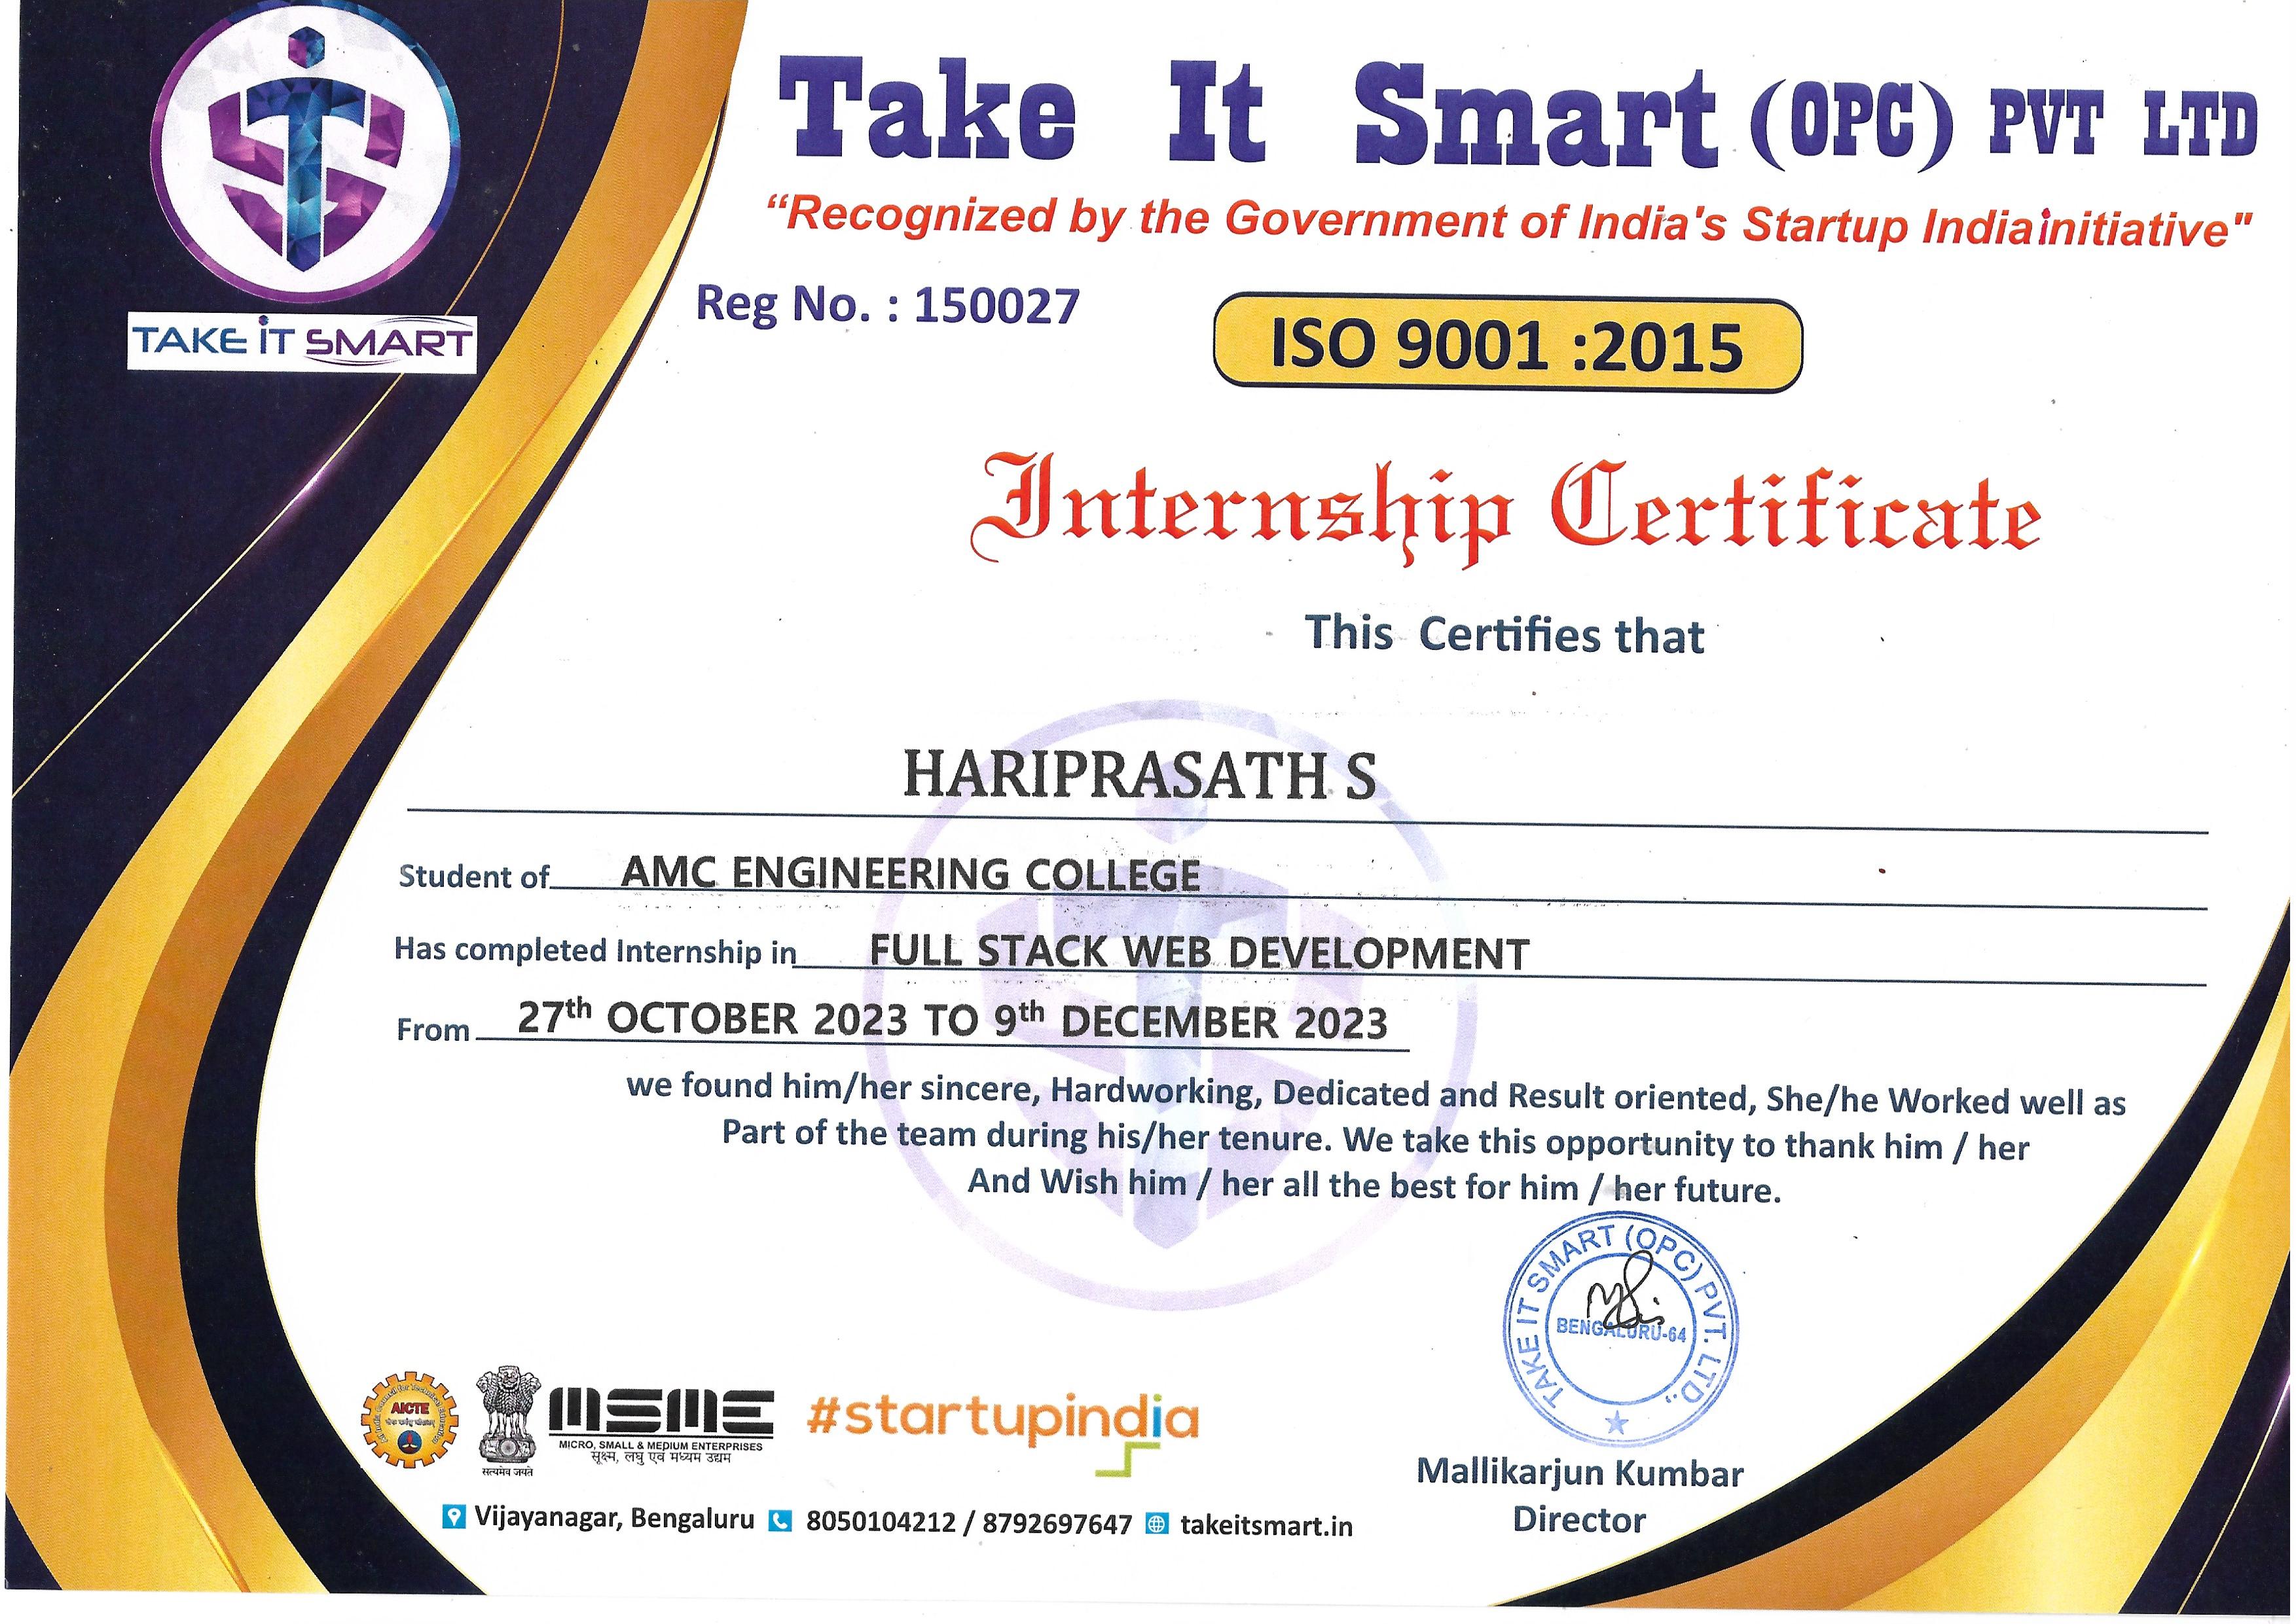 Take It Smart (OPC) PVT LTD
“Recognized by the Government of India's Startup Indiainitiative"
TAKE iT SMART
Reg No. : 150027
ISO 9001 :2015
Internship Certificate
This Certifies that
HARIPRASATH S
Student of AMC ENGINEERING COLLEGE
Has completed Internship in FULL STACK WEB DEVELOPMENT
From 27th OCTOBER 2023 TO 9th DECEMBER 2023
we found him/her sincere, Hardworking, Dedicated and Result oriented, She/he Worked well as
Part of the team during his/her tenure. We take this opportunity to thank him / her
And Wish him / her all the best for him / her future.
TAKE IT SMART (OPC) PVT. LTD.,
BENGALURU-64
AICTE
सत्यमेव जयते
MSME
MICRO, SMALL & MEDIUM ENTERPRISES
सूक्ष्म, लघु एवं मध्यम उद्यम
#startupindia
Mallikarjun Kumbar
Director
Vijayanagar, Bengaluru 8050104212 / 8792697647 takeitsmart.in